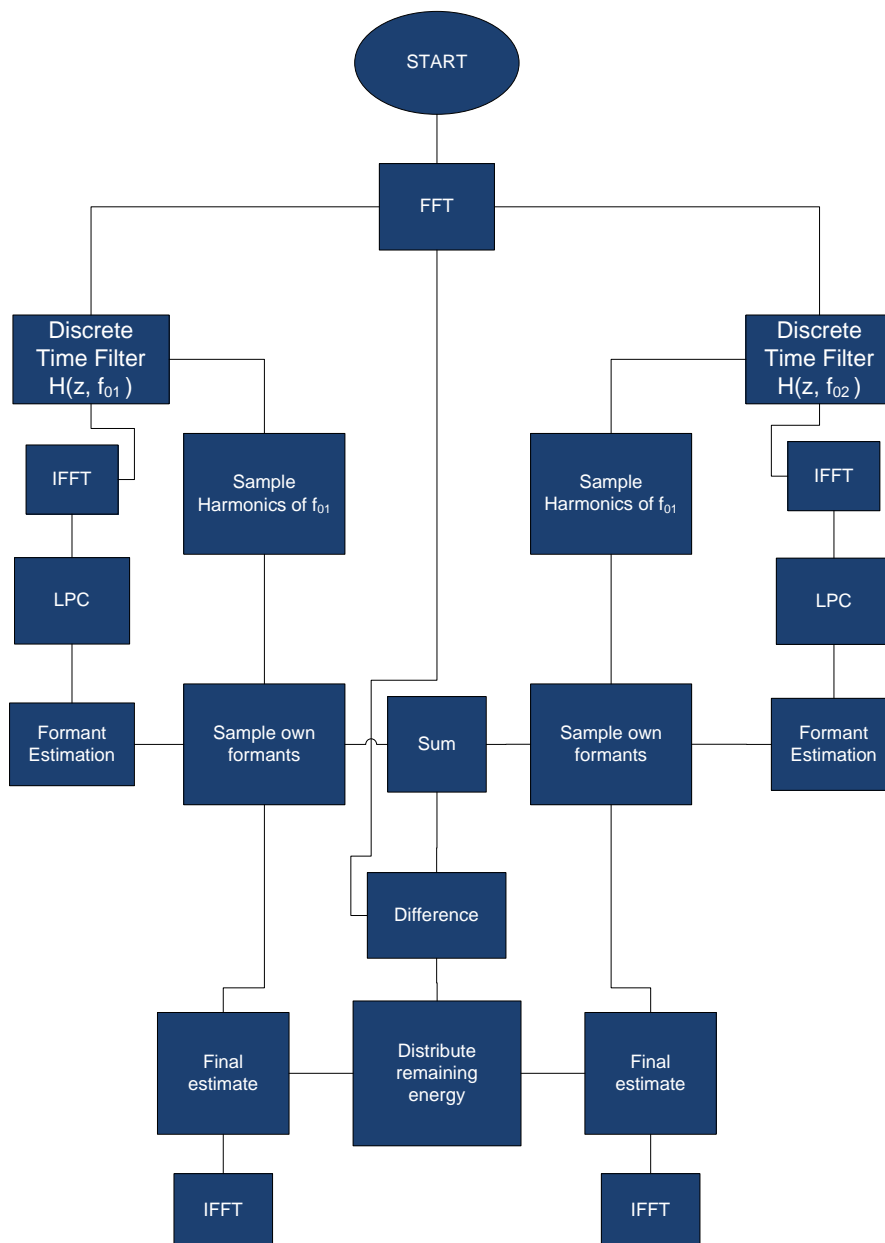 START
FFT
Discrete
Time Filter
H(z, f₀₁ )
Discrete
Time Filter
H(z, f₀₂ )
IFFT
Sample
Harmonics of f₀₁
Sample
Harmonics of f₀₁
IFFT
LPC
LPC
Formant
Estimation
Sample own
formants
Sum
Sample own
formants
Formant
Estimation
Difference
Final
estimate
Distribute
remaining
energy
Final
estimate
IFFT
IFFT